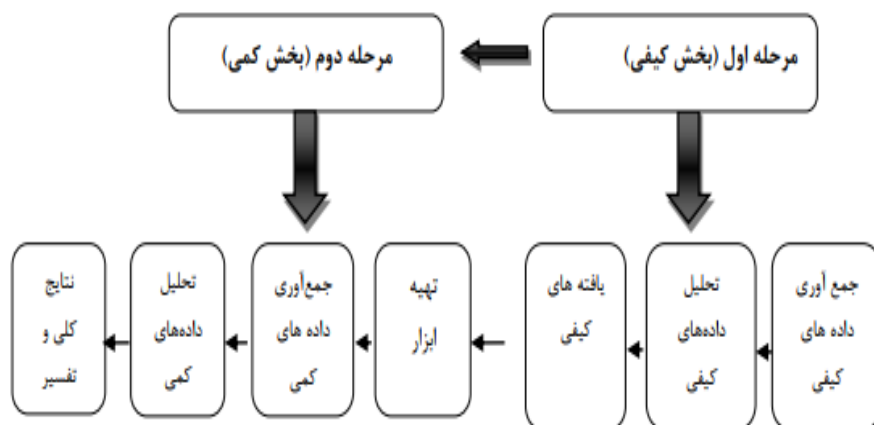 مرحله اول (بخش کیفی)
مرحله دوم (بخش کمی)
جمع آوری
داده های
کیفی
تحلیل
داده‌های
کیفی
یافته های
کیفی
تهیه
ابزار
جمع‌آوری
داده های
کمی
تحلیل
داده‌های
کمی
نتایج
کلی و
تفسیر